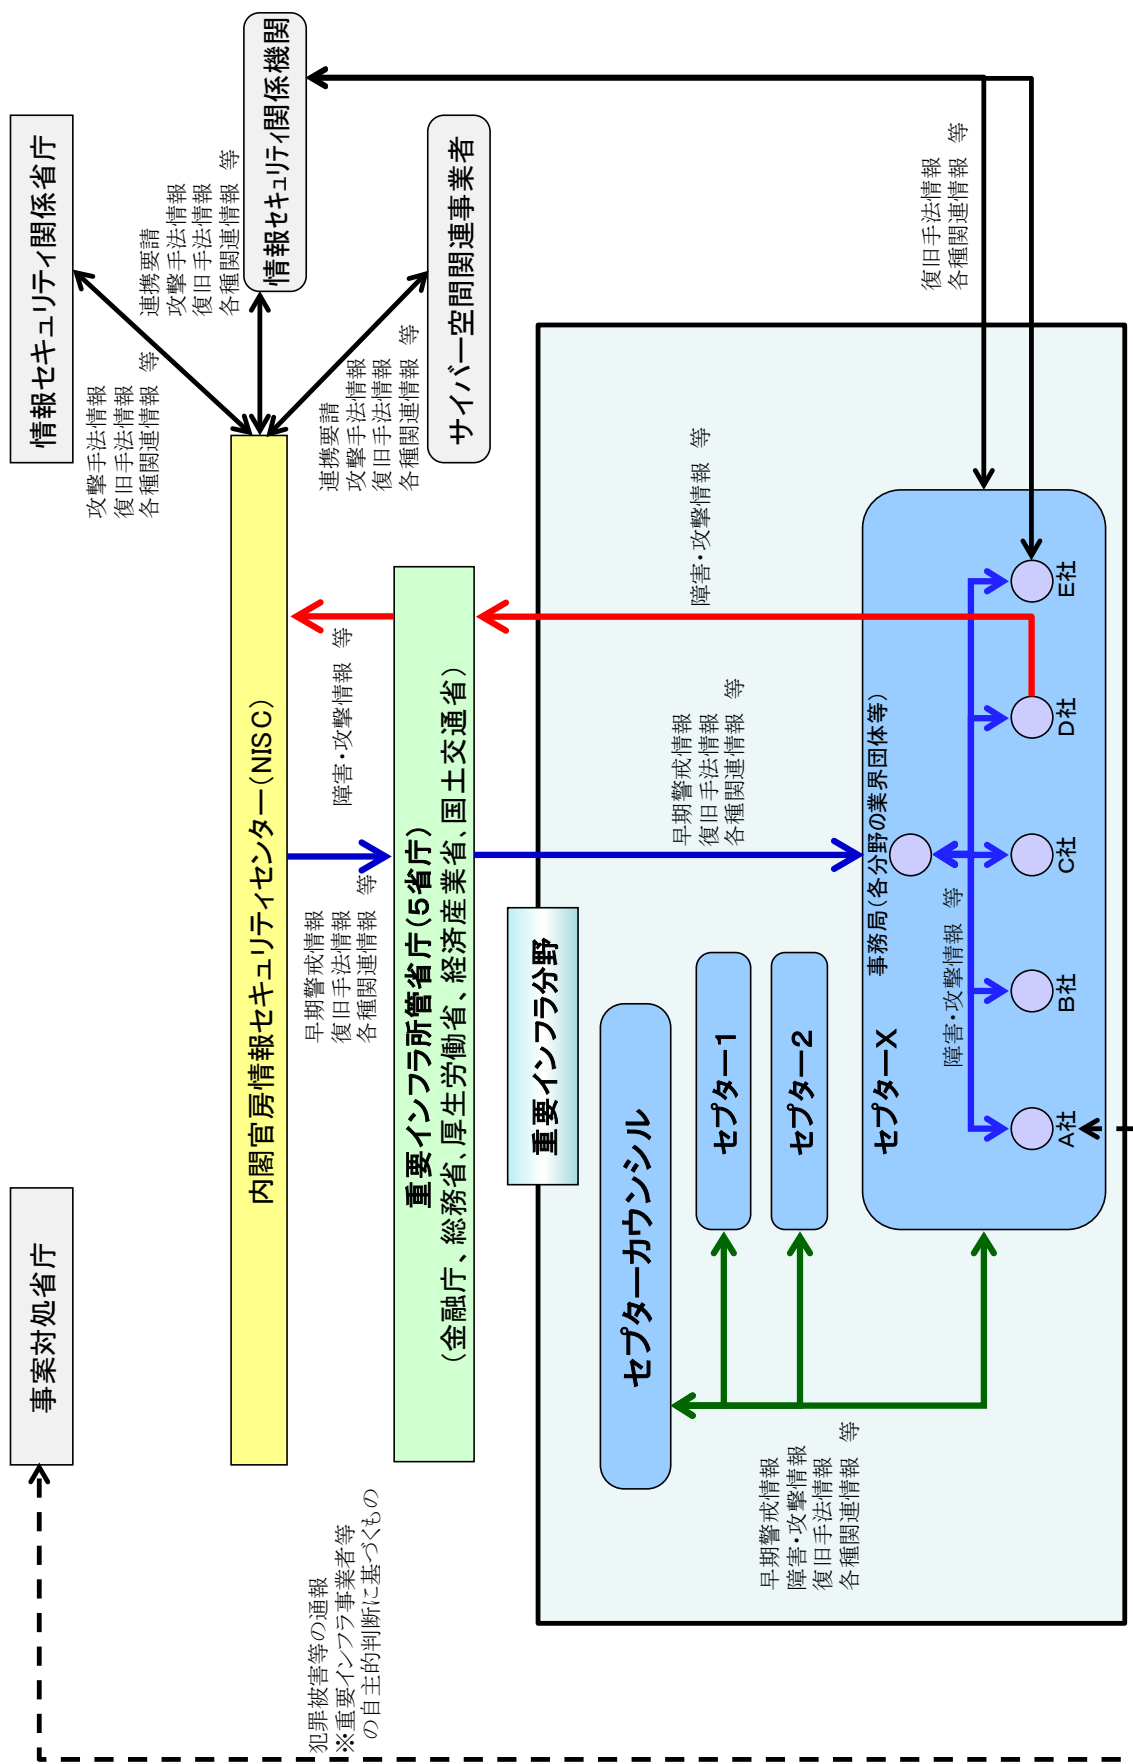 事案対処省庁
情報セキュリティ関係省庁
攻撃手法情報
復旧手法情報
各種関連情報 等
連携要請
攻撃手法情報
復旧手法情報
各種関連情報 等
情報セキュリティ関係機関
内閣官房情報セキュリティセンター(NISC)
連携要請
攻撃手法情報
復旧手法情報
各種関連情報 等
サイバー空間関連事業者
犯罪被害等の通報
※重要インフラ事業者等
の自主的判断に基づくもの
早期警戒情報
復旧手法情報
各種関連情報 等
障害・攻撃情報 等
重要インフラ所管省庁(5省庁)
(金融庁、総務省、厚生労働省、経済産業省、国土交通省)
重要インフラ分野
セプターカウンシル
早期警戒情報
復旧手法情報
各種関連情報 等
障害・攻撃情報 等
セプター1
セプター2
早期警戒情報
障害・攻撃情報
復旧手法情報
各種関連情報 等
セプターX
事務局(各分野の業界団体等)
障害・攻撃情報 等
復旧手法情報
各種関連情報 等
A社
B社
C社
D社
E社